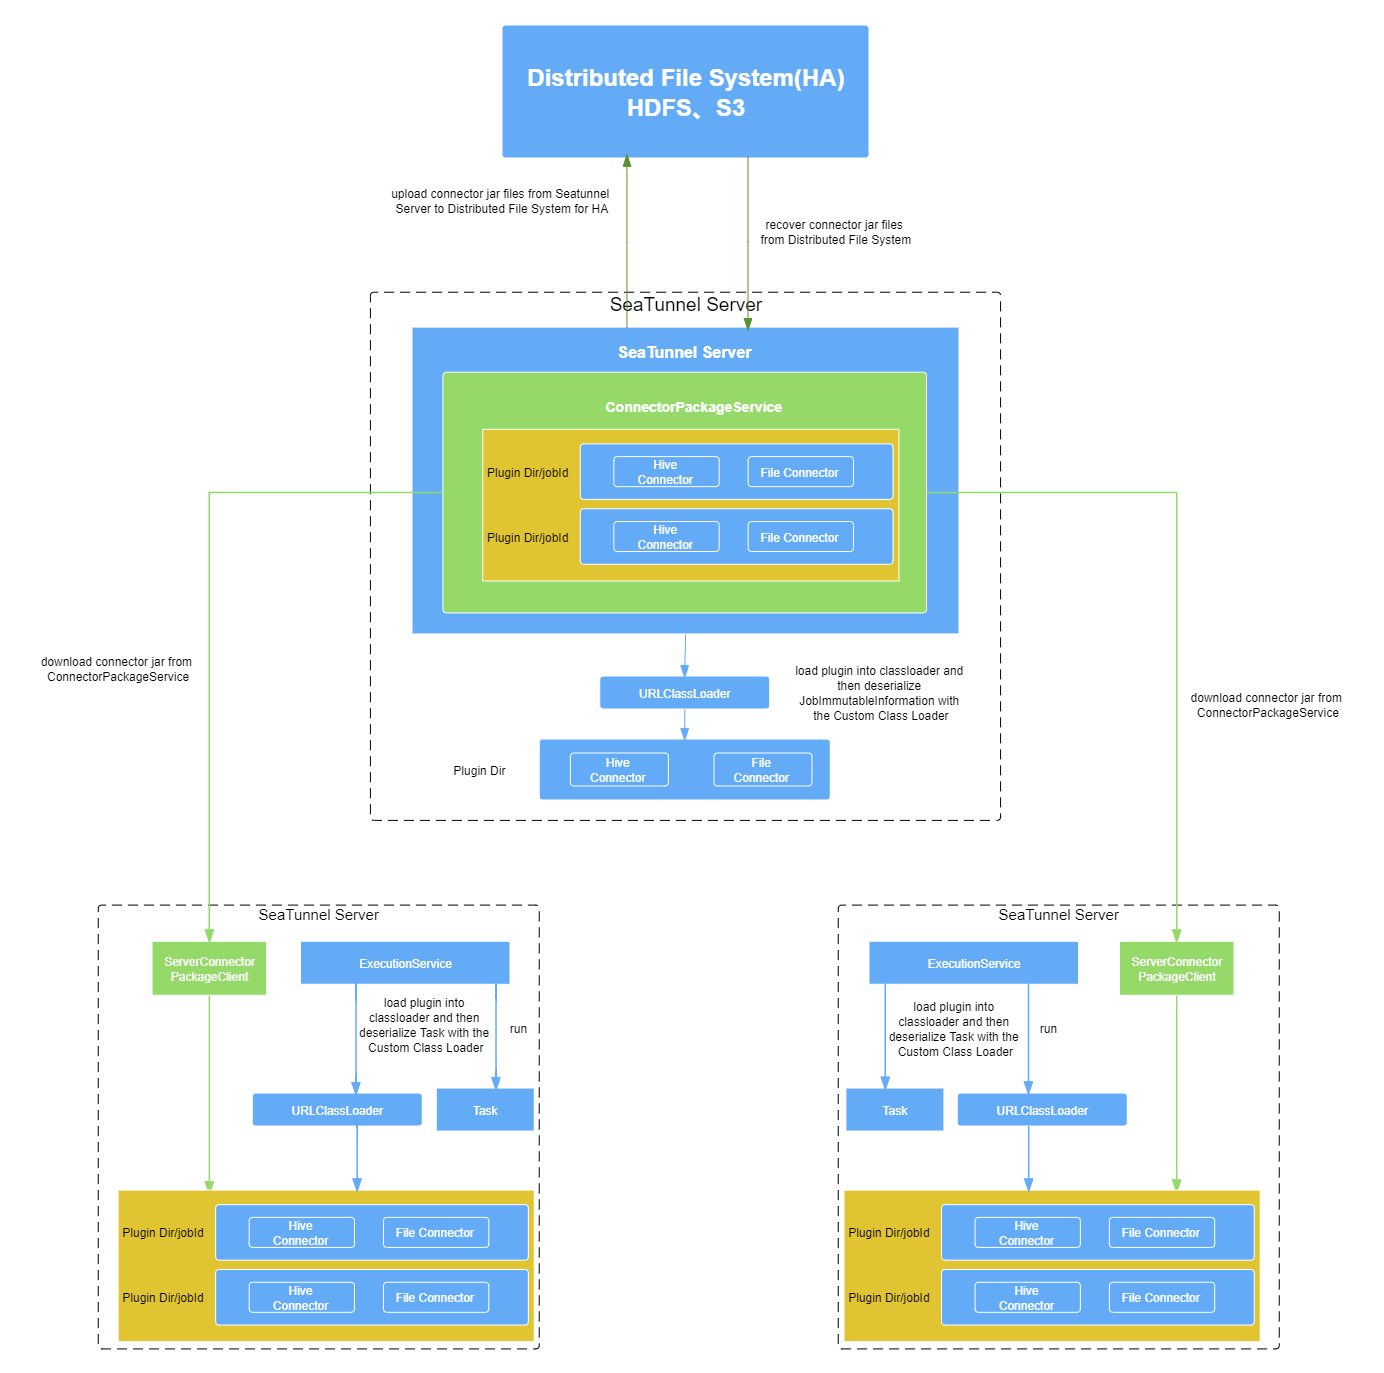 Distributed File System(HA)
HDFS、S3
upload connector jar files from Seatunnel
Server to Distributed File System for HA
recover connector jar files
from Distributed File System
SeaTunnel Server
SeaTunnel Server
ConnectorPackageService
Plugin Dir/jobId
Hive
Connector
File Connector
Plugin Dir/jobId
Hive
Connector
File Connector
download connector jar from
ConnectorPackageService
URLClassLoader
load plugin into classloader and
then deserialize
JobImmutableInformation with
the Custom Class Loader
download connector jar from
ConnectorPackageService
Plugin Dir
Hive
Connector
File
Connector
SeaTunnel Server
ServerConnector
PackageClient
ExecutionService
load plugin into
classloader and then
deserialize Task with the
Custom Class Loader
run
URLClassLoader
Task
Plugin Dir/jobId
Hive
Connector
File Connector
Plugin Dir/jobId
Hive
Connector
File Connector
SeaTunnel Server
ExecutionService
ServerConnector
PackageClient
load plugin into
classloader and then
deserialize Task with the
Custom Class Loader
run
Task
URLClassLoader
Plugin Dir/jobId
Hive
Connector
File Connector
Plugin Dir/jobId
Hive
Connector
File Connector